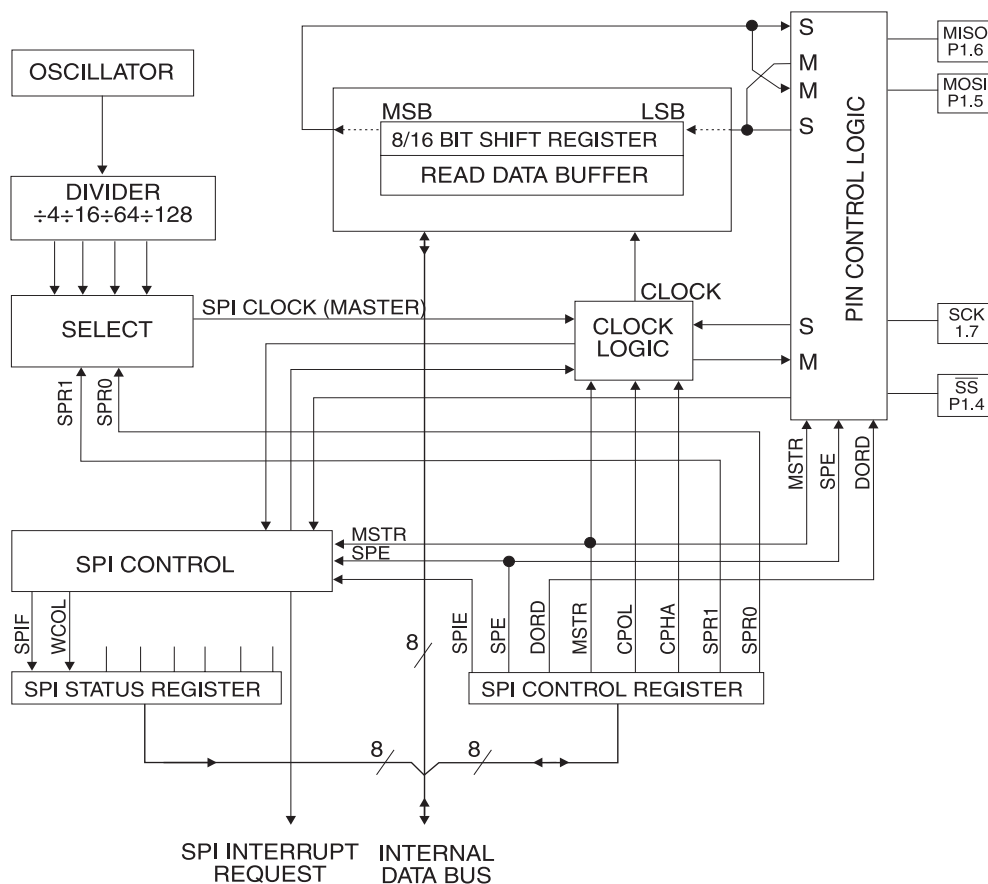 S
MISO
P1.6
OSCILLATOR
M
MOSI
P1.5
M
MSB
LSB
S
8/16 BIT SHIFT REGISTER
READ DATA BUFFER
DIVIDER
÷4÷16÷64÷128
PIN CONTROL LOGIC
SELECT
SPI CLOCK (MASTER)
CLOCK
CLOCK
LOGIC
S
M
SCK
1.7
SS
P1.4
SPR1
SPR0
MSTR
SPE
DORD
MSTR
SPE
SPI CONTROL
SPIF
WCOL
8
SPIE
SPE
DORD
MSTR
CPOL
CPHA
SPR1
SPR0
SPI STATUS REGISTER
SPI CONTROL REGISTER
8
8
SPI INTERRUPT
REQUEST
INTERNAL
DATA BUS